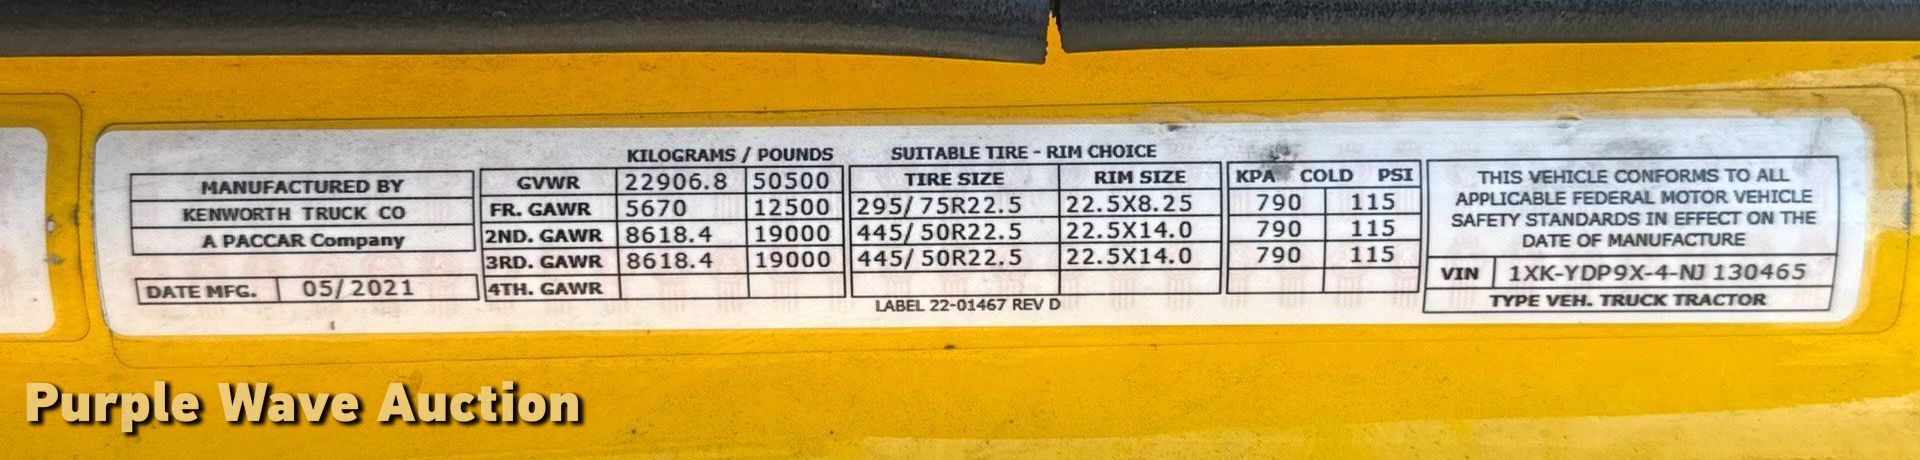 KILOGRAMS / POUNDS SUITABLE TIRE - RIM CHOICE
MANUFACTURED BY GVWR 22906.8 50500 TIRE SIZE RIM SIZE KPA COLD PSI THIS VEHICLE CONFORMS TO ALL
KENWORTH TRUCK CO FR. GAWR 5670 12500 295/75R22.5 22.5X8.25 790 115 APPLICABLE FEDERAL MOTOR VEHICLE
A PACCAR Company 2ND. GAWR 8618.4 19000 445/50R22.5 22.5X14.0 790 115 SAFETY STANDARDS IN EFFECT ON THE
3RD. GAWR 8618.4 19000 445/50R22.5 22.5X14.0 790 115 DATE OF MANUFACTURE
DATE MFG. 05/2021 4TH. GAWR VIN 1XK-YDP9X-4-NJ 130465
LABEL 22-01467 REV D TYPE VEH. TRUCK TRACTOR
Purple Wave Auction